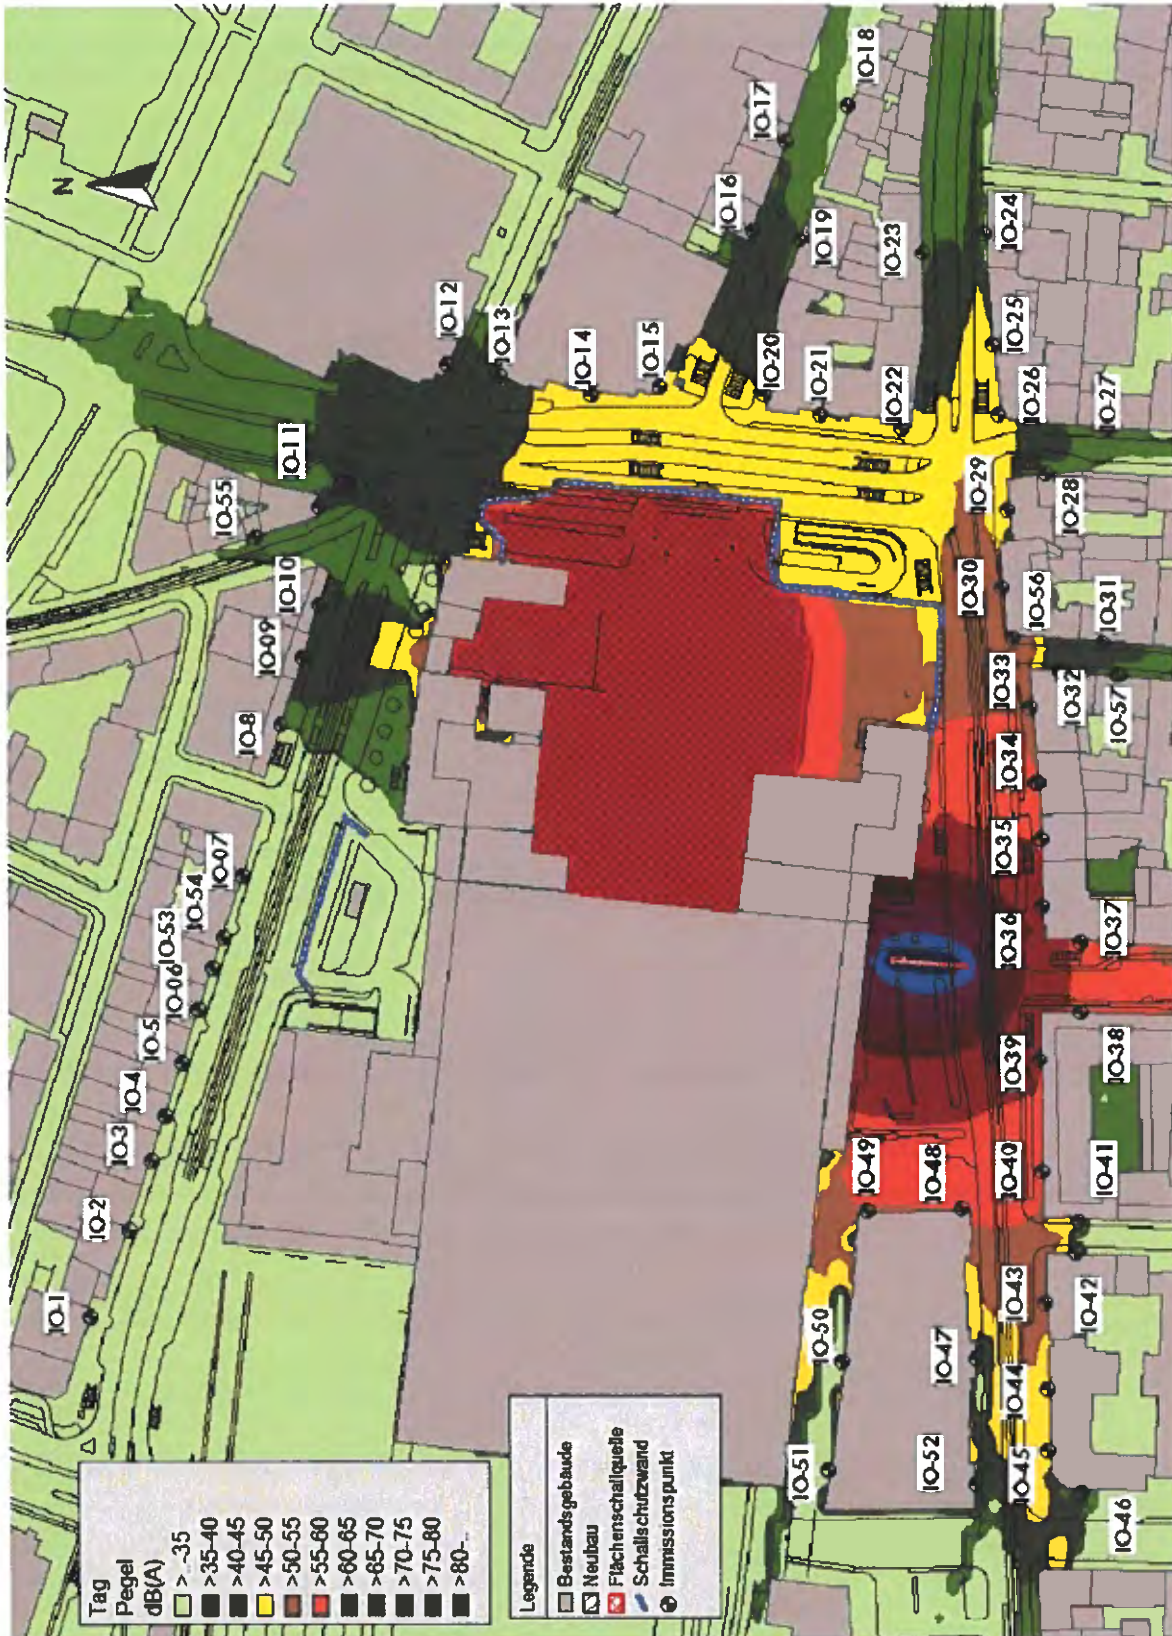 N
IO-1
IO-2
IO-3
IO-4
IO-5
IO-06
IO-53
IO-54
IO-07
IO-8
IO-09
IO-10
IO-55
IO-11
IO-12
IO-13
IO-14
IO-15
IO-16
IO-17
IO-18
IO-19
IO-20
IO-21
IO-22
IO-23
IO-24
IO-25
IO-26
IO-27
IO-28
IO-29
IO-30
IO-56
IO-31
IO-32
IO-57
IO-33
IO-34
IO-35
IO-36
IO-37
IO-38
IO-39
IO-40
IO-41
IO-42
IO-43
IO-44
IO-45
IO-46
IO-47
IO-48
IO-49
IO-50
IO-51
IO-52
Tag
Pegel
dB(A)
>..-35
>35-40
>40-45
>45-50
>50-55
>55-60
>60-65
>65-70
>70-75
>75-80
>80-..
Legende
Bestandsgebäude
Neubau
Flächenschallquelle
Schallschutzwand
Immissionspunkt